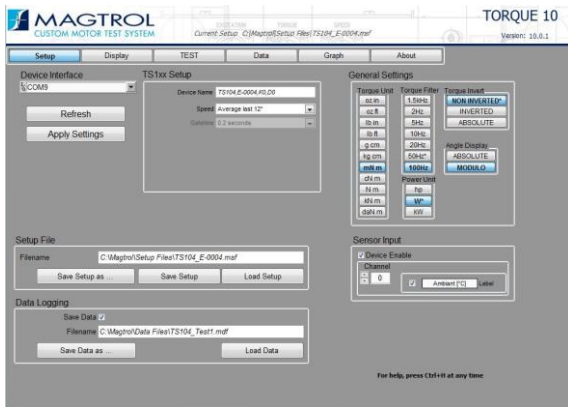 MAGTROL
CUSTOM MOTOR TEST SYSTEM
TORQUE 10
Version: 10.0.1
Current Setup C:\Magtrol\Setup Files\TS104_E-0004.msf
Setup Display TEST Data Graph About
Device Interface
COM9
Refresh
Apply Settings
TS1xx Setup
Device Name TS104,E-0004,R0,D0
Speed Average last 12*
Gatetime 0.2 seconde
General Settings
Torque Unit Torque Filter Torque Invert
oz.in 1.5Hz NON INVERTED*
oz.ft 2Hz INVERTED
lb.in 5Hz ABSOLUTE
lb.ft 10Hz
g.cm 20Hz Angle Display
kg.cm 50Hz* ABSOLUTE
mN.m 100Hz MODULO
cN.m Power Unit
N.m hp
kN.m W*
daN.m kW
Setup File
Filename C:\Magtrol\Setup Files\TS104_E-0004.msf
Save Setup as ... Save Setup Load Setup
Data Logging
Save Data
Filename C:\Magtrol\Data Files\TS104_Test1.mdf
Save Data as ... Load Data
Sensor Input
Device Enable
Channel
0 Ambient [°C] Label
For help, press Ctrl+H at any time